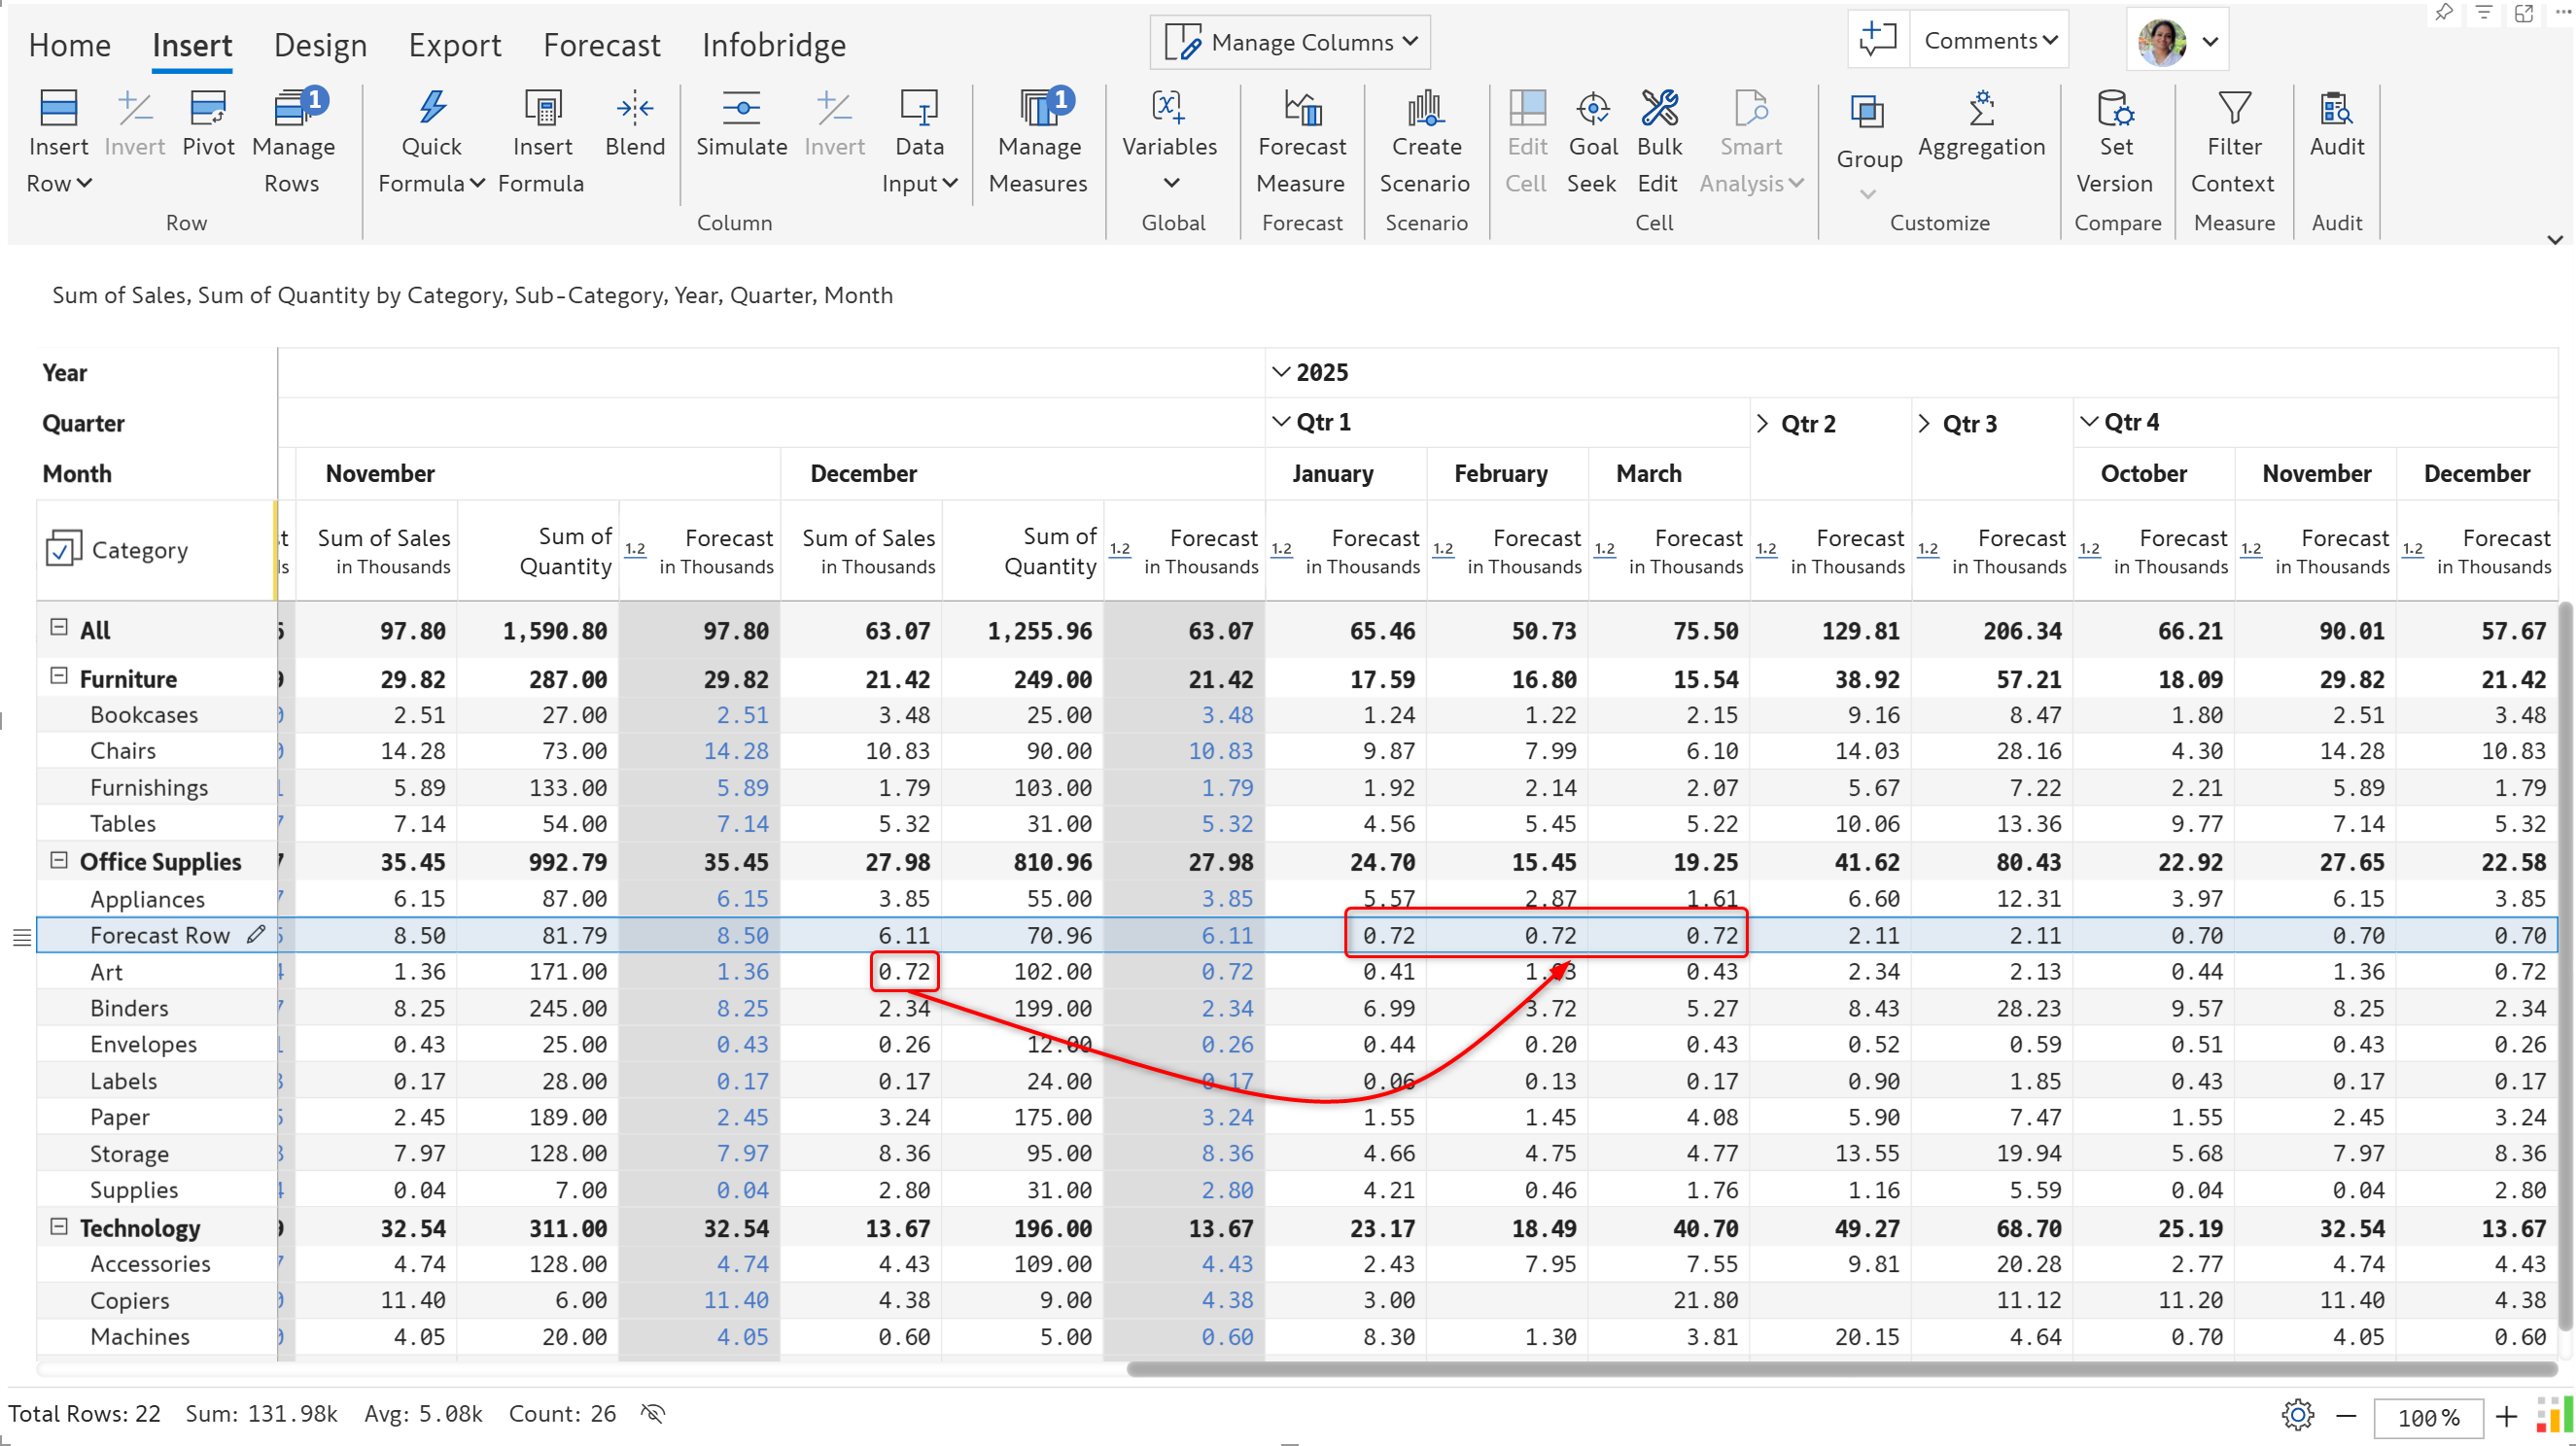 Home Insert Design Export Forecast Infobridge Manage Columns Comments
Insert Row Invert Pivot Manage Rows Quick Formula Insert Formula Blend Simulate Invert Data Input Manage Measures Variables Forecast Measure Create Scenario Edit Cell Goal Seek Bulk Edit Smart Analysis Group Aggregation Set Version Filter Context Audit
1 1
Row Column Global Forecast Scenario Cell Customize Compare Measure Audit
Sum of Sales, Sum of Quantity by Category, Sub-Category, Year, Quarter, Month
Year 2025
Quarter Qtr 1 Qtr 2 Qtr 3 Qtr 4
Month November December January February March October November December
Category Sum of Sales in Thousands Sum of Quantity 1.2 Forecast in Thousands Sum of Sales in Thousands Sum of Quantity 1.2 Forecast in Thousands 1.2 Forecast in Thousands 1.2 Forecast in Thousands 1.2 Forecast in Thousands 1.2 Forecast in Thousands 1.2 Forecast in Thousands 1.2 Forecast in Thousands 1.2 Forecast in Thousands 1.2 Forecast in Thousands
All 97.80 1,590.80 97.80 63.07 1,255.96 63.07 65.46 50.73 75.50 129.81 206.34 66.21 90.01 57.67
Furniture 29.82 287.00 29.82 21.42 249.00 21.42 17.59 16.80 15.54 38.92 57.21 18.09 29.82 21.42
Bookcases 2.51 27.00 2.51 3.48 25.00 3.48 1.24 1.22 2.15 9.16 8.47 1.80 2.51 3.48
Chairs 14.28 73.00 14.28 10.83 90.00 10.83 9.87 7.99 6.10 14.03 28.16 4.30 14.28 10.83
Furnishings 5.89 133.00 5.89 1.79 103.00 1.79 1.92 2.14 2.07 5.67 7.22 2.21 5.89 1.79
Tables 7.14 54.00 7.14 5.32 31.00 5.32 4.56 5.45 5.22 10.06 13.36 9.77 7.14 5.32
Office Supplies 35.45 992.79 35.45 27.98 810.96 27.98 24.70 15.45 19.25 41.62 80.43 22.92 27.65 22.58
Appliances 6.15 87.00 6.15 3.85 55.00 3.85 5.57 2.87 1.61 6.60 12.31 3.97 6.15 3.85
Forecast Row 8.50 81.79 8.50 6.11 70.96 6.11 0.72 0.72 0.72 2.11 2.11 0.70 0.70 0.70
Art 1.36 171.00 1.36 0.72 102.00 0.72 0.41 0.43 2.34 2.13 0.44 1.36 0.72
Binders 8.25 245.00 8.25 2.34 199.00 2.34 6.99 3.72 5.27 8.43 28.23 9.57 8.25 2.34
Envelopes 0.43 25.00 0.43 0.26 12.00 0.26 0.44 0.20 0.43 0.52 0.59 0.51 0.43 0.26
Labels 0.17 28.00 0.17 0.17 24.00 0.17 0.06 0.13 0.17 0.90 1.85 0.43 0.17 0.17
Paper 2.45 189.00 2.45 3.24 175.00 3.24 1.55 1.45 4.08 5.90 7.47 1.55 2.45 3.24
Storage 7.97 128.00 7.97 8.36 95.00 8.36 4.66 4.75 4.77 13.55 19.94 5.68 7.97 8.36
Supplies 0.04 7.00 0.04 2.80 31.00 2.80 4.21 0.46 1.76 1.16 5.59 0.04 0.04 2.80
Technology 32.54 311.00 32.54 13.67 196.00 13.67 23.17 18.49 40.70 49.27 68.70 25.19 32.54 13.67
Accessories 4.74 128.00 4.74 4.43 109.00 4.43 2.43 7.95 7.55 9.81 20.28 2.77 4.74 4.43
Copiers 11.40 6.00 11.40 4.38 9.00 4.38 3.00 21.80 11.12 11.20 11.40 4.38
Machines 4.05 20.00 4.05 0.60 5.00 0.60 8.30 1.30 3.81 20.15 4.64 0.70 4.05 0.60
Total Rows: 22 Sum: 131.98k Avg: 5.08k Count: 26 100%